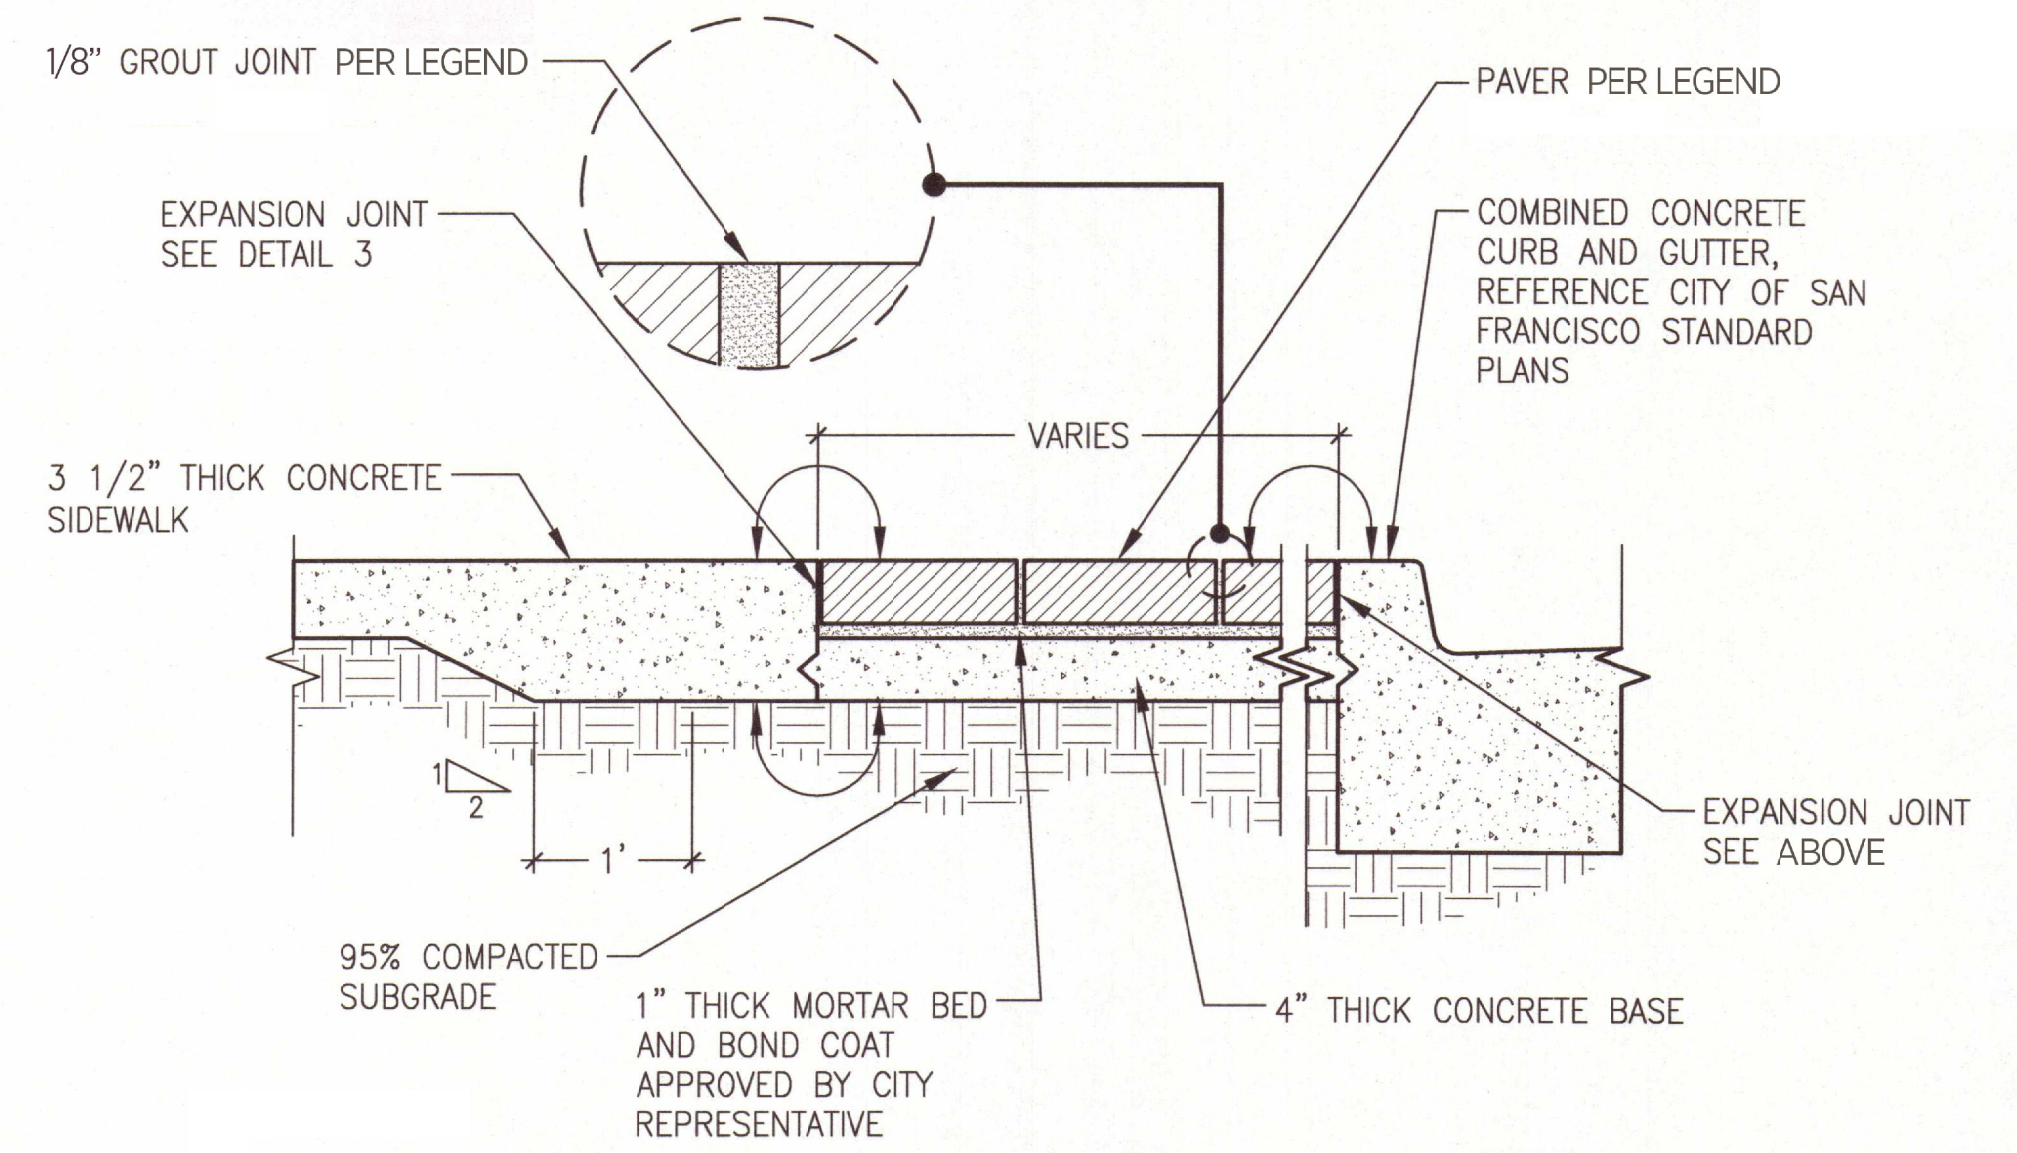 1/8" GROUT JOINT PER LEGEND
PAVER PER LEGEND
EXPANSION JOINT
SEE DETAIL 3
COMBINED CONCRETE
CURB AND GUTTER,
REFERENCE CITY OF SAN
FRANCISCO STANDARD
PLANS
VARIES
3 1/2" THICK CONCRETE
SIDEWALK
1
2
1'
EXPANSION JOINT
SEE ABOVE
95% COMPACTED
SUBGRADE
1" THICK MORTAR BED
AND BOND COAT
APPROVED BY CITY
REPRESENTATIVE
4" THICK CONCRETE BASE